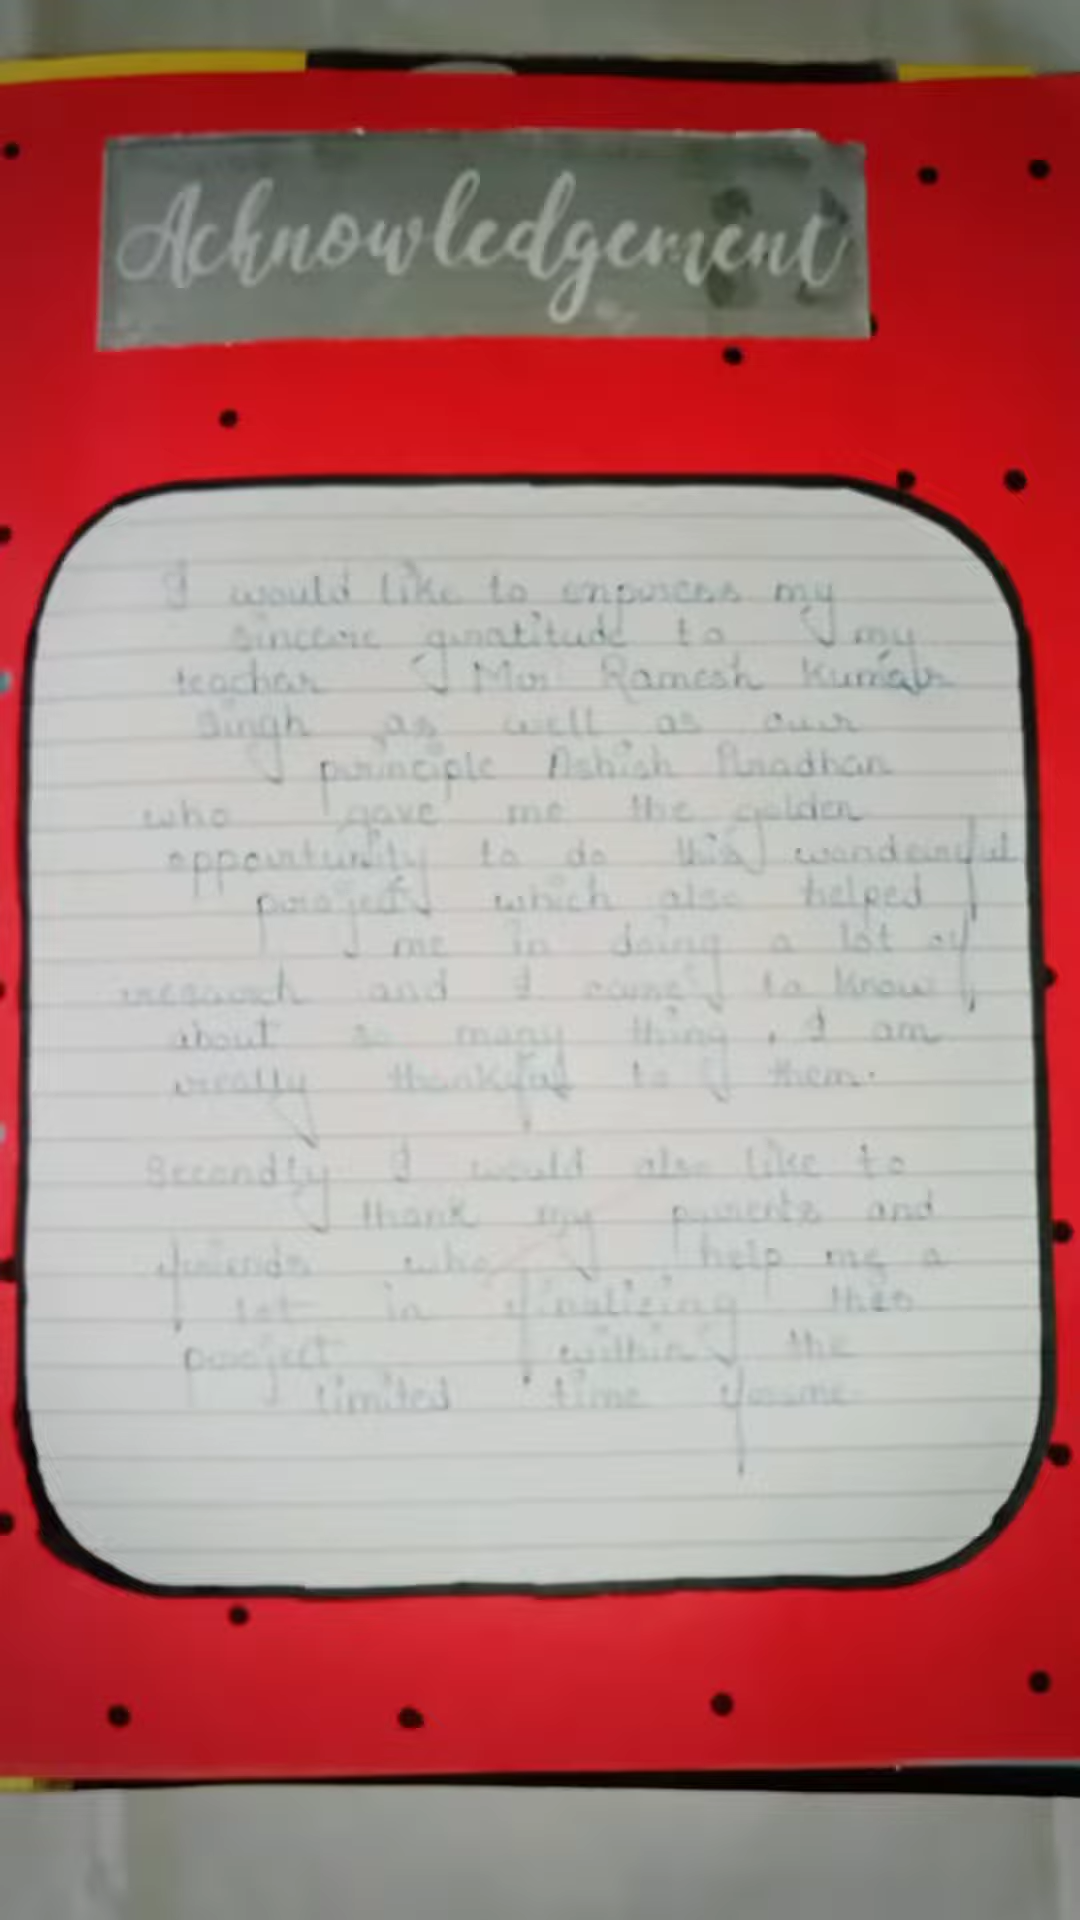 Acknowledgement
I would like to express my
sincere gratitude to my
teacher Mr Ramesh Kumar
Singh as well as our
principle Ashish Pradhan
who gave me the golden
opportunity to do this wonderful
project which also helped
me in doing a lot of
research and I came to know
about so many thing, I am
really thankful to them.
Secondly I would also like to
thank my parents and
friends who help me a
lot in finalizing this
project within the
limited time frame